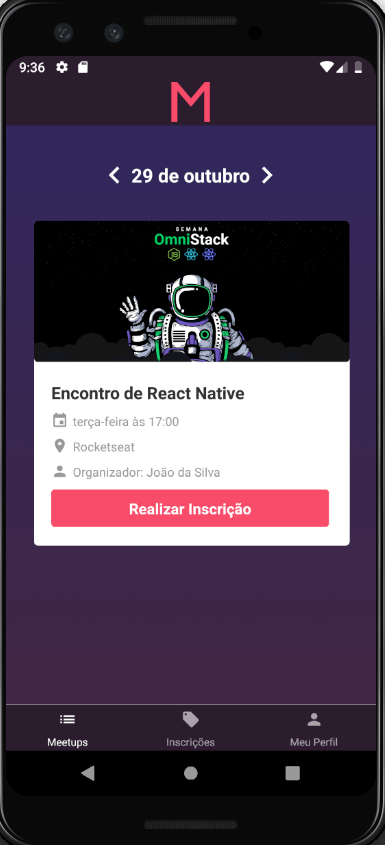 9:36
M
29 de outubro
SEMANA
OmniStack
JS
Encontro de React Native
terça-feira às 17:00
Rocketseat
Organizador: João da Silva
Realizar Inscrição
Meetups
Inscrições
Meu Perfil